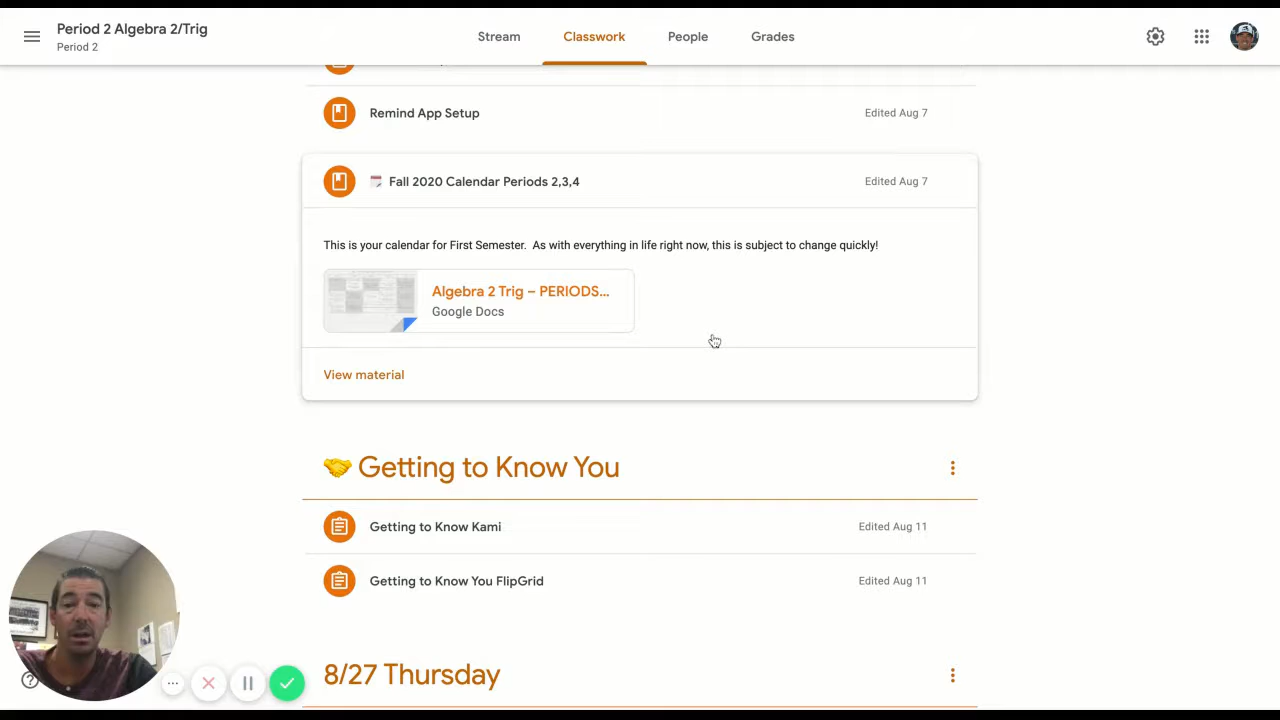 Period 2 Algebra 2/Trig
Period 2
Stream
Classwork
People
Grades
Remind App Setup
Edited Aug 7
Fall 2020 Calendar Periods 2,3,4
Edited Aug 7
This is your calendar for First Semester.  As with everything in life right now, this is subject to change quickly!
Algebra 2 Trig – PERIODS...
Google Docs
View material
Getting to Know You
Getting to Know Kami
Edited Aug 11
Getting to Know You FlipGrid
Edited Aug 11
8/27 Thursday